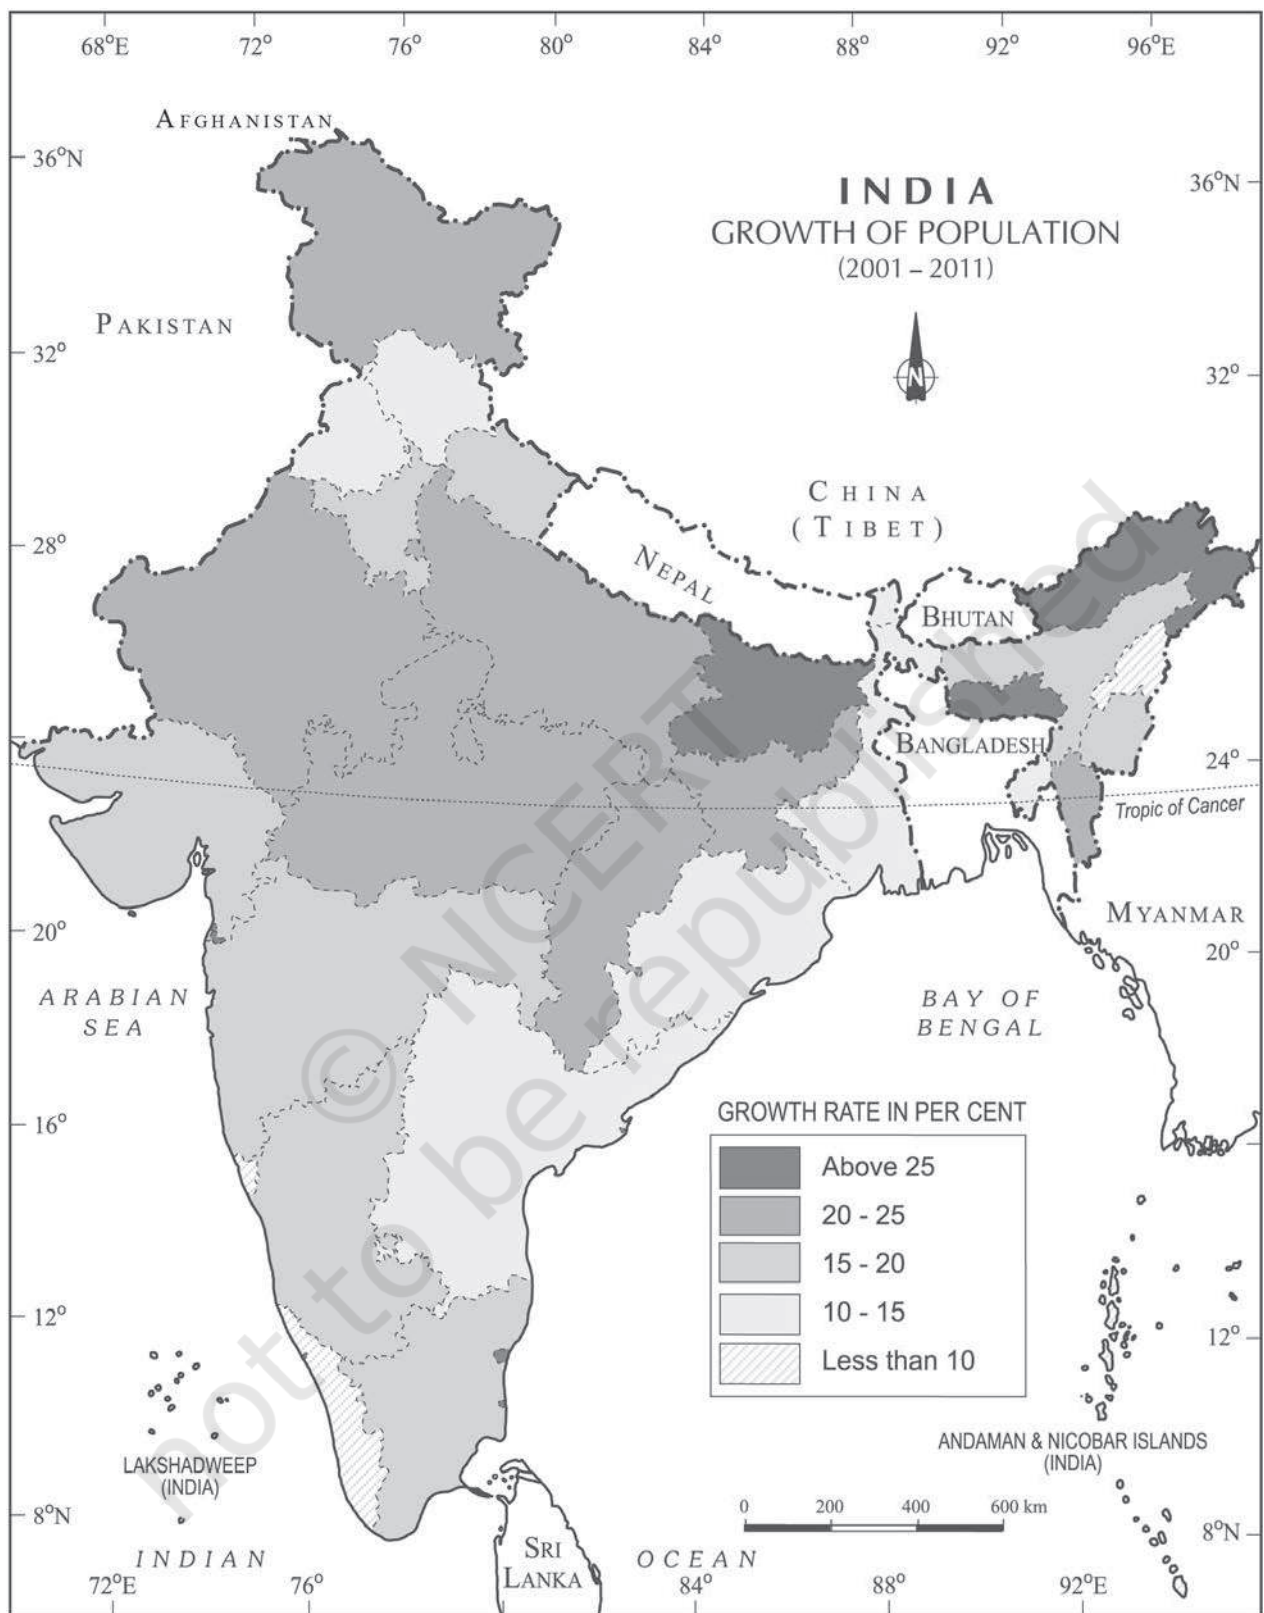 68°E 72° 76° 80° 84° 88° 92° 96°E
AFGHANISTAN
36°N
INDIA
36°N
GROWTH OF POPULATION
(2001 – 2011)
PAKISTAN
32°
N
32°
CHINA
(TIBET)
28°
NEPAL
BHUTAN
BANGLADESH
24°
Tropic of Cancer
MYANMAR
20°
20°
ARABIAN
SEA
BAY OF
BENGAL
© NCERT
not to be republished
16°
GROWTH RATE IN PER CENT
Above 25
20 - 25
15 - 20
10 - 15
Less than 10
12°
12°
LAKSHADWEEP
(INDIA)
ANDAMAN & NICOBAR ISLANDS
(INDIA)
0 200 400 600 km
8°N
8°N
INDIAN
SRI
LANKA
OCEAN
72°E 76° 84° 88° 92°E